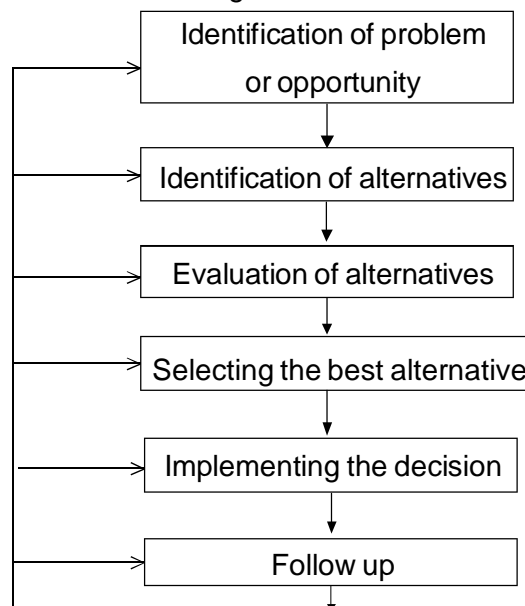 Identification of problem
or opportunity
Identification of alternatives
Evaluation of alternatives
Selecting the best alternative
Implementing the decision
Follow up